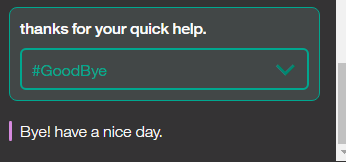 thanks for your quick help.
#GoodBye
Bye! have a nice day.